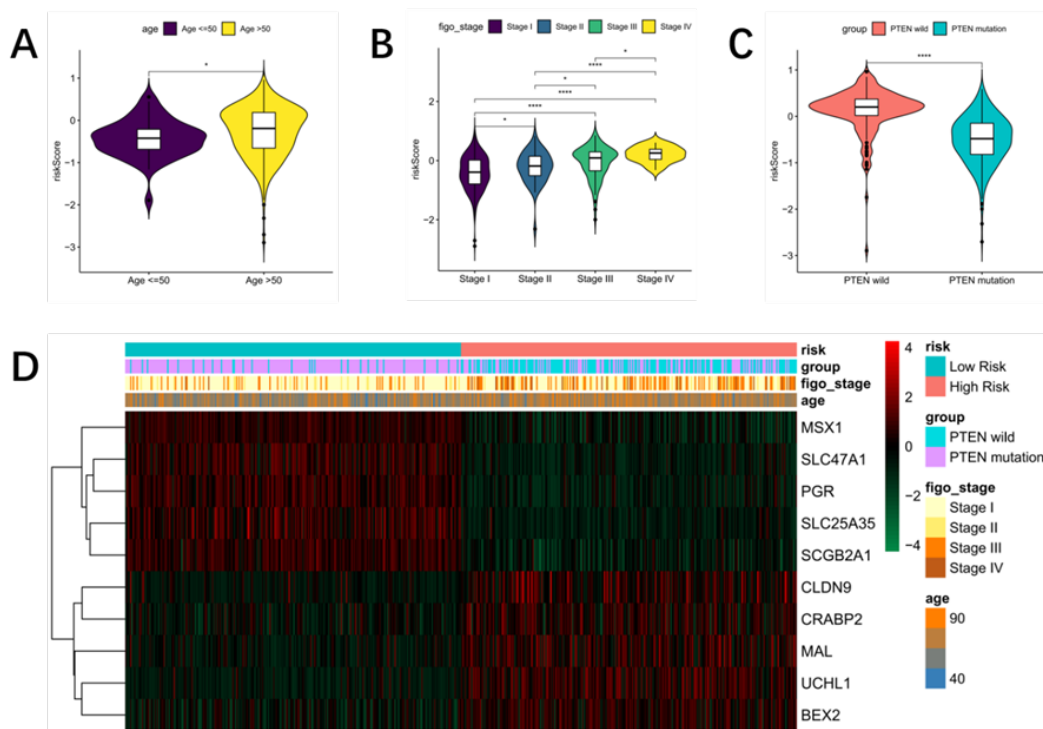 A
age Age <=50 Age >50
*
riskScore
1
0
−1
−2
−3
Age <=50 Age >50
B
figo_stage Stage I Stage II Stage III Stage IV
*
****
*
****
****
*
riskScore
2
0
−2
Stage I Stage II Stage III Stage IV
C
group PTEN wild PTEN mutation
****
riskScore
1
0
−1
−2
−3
PTEN wild PTEN mutation
D
risk
group
figo_stage
age
MSX1
SLC47A1
PGR
SLC25A35
SCGB2A1
CLDN9
CRABP2
MAL
UCHL1
BEX2
4
2
0
−2
−4
risk
Low Risk
High Risk
group
PTEN wild
PTEN mutation
figo_stage
Stage I
Stage II
Stage III
Stage IV
age
90
40